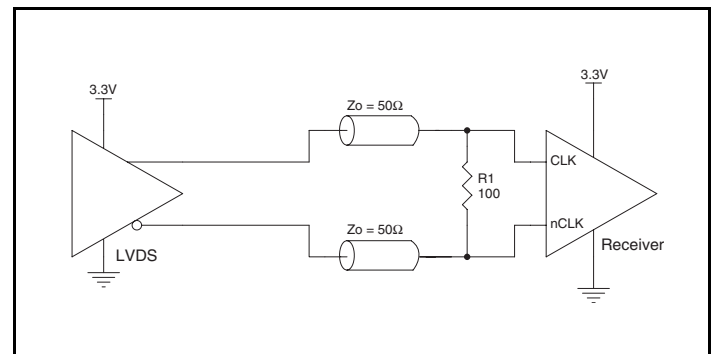 3.3V
3.3V
Zo = 50Ω
CLK
R1
100
Zo = 50Ω
nCLK
LVDS
Receiver